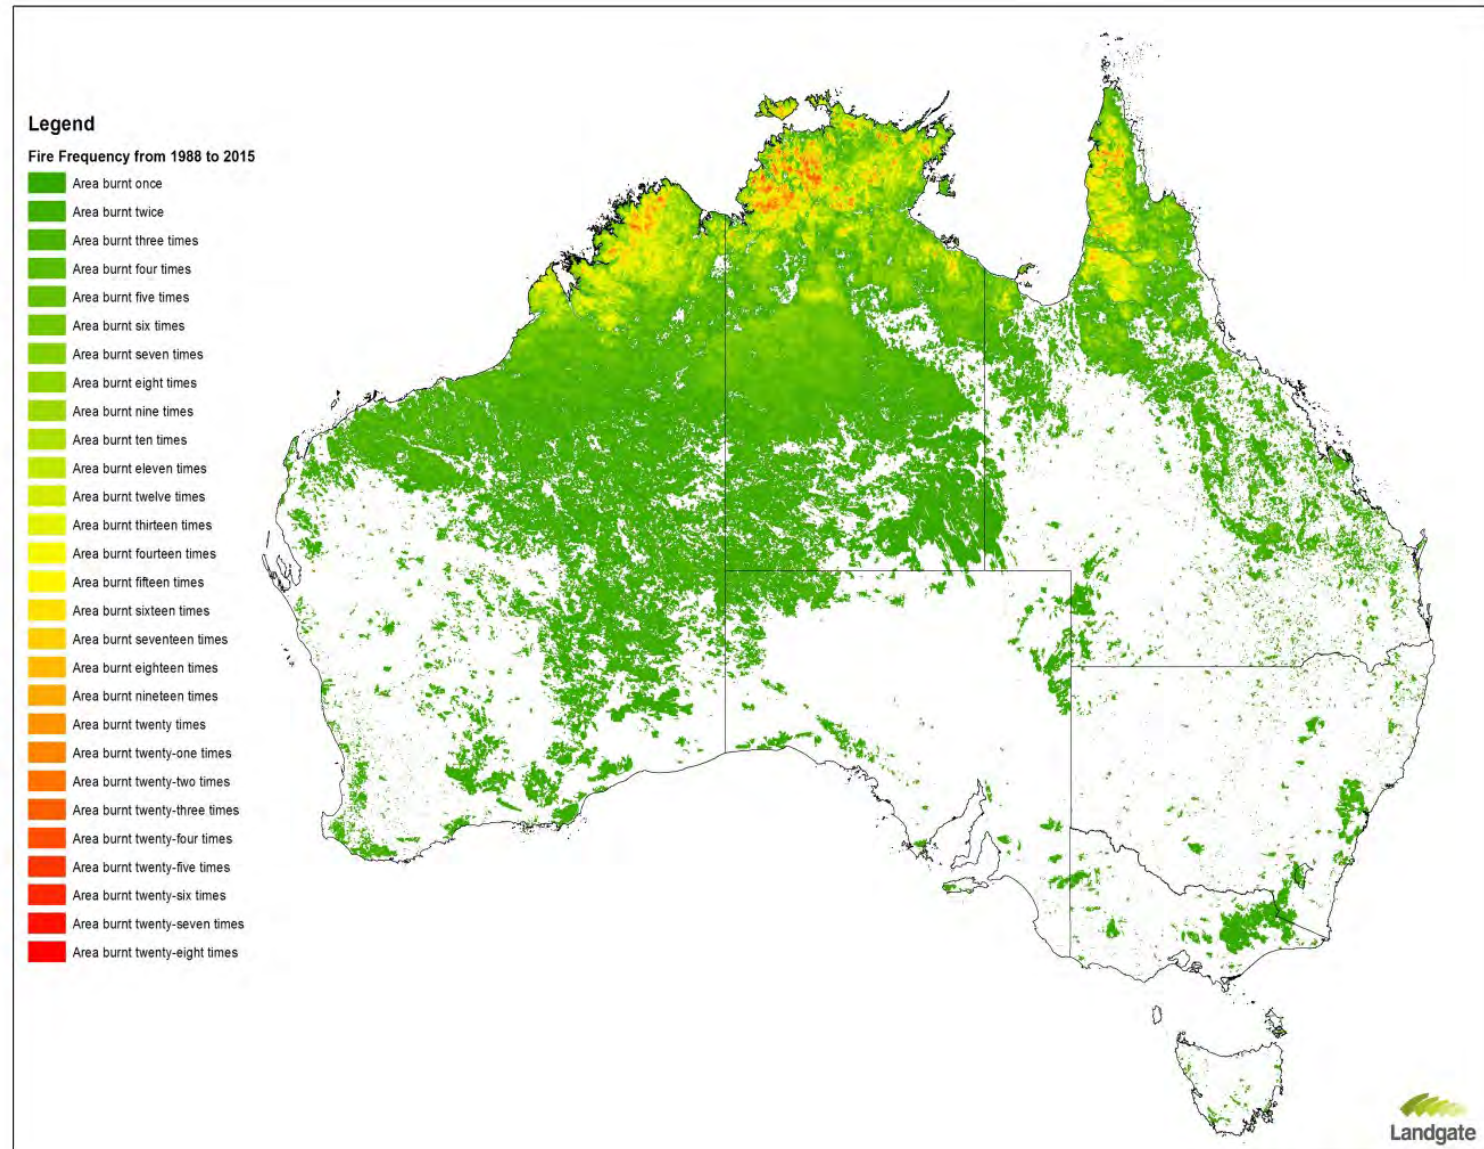 Legend
Fire Frequency from 1988 to 2015
Area burnt once
Area burnt twice
Area burnt three times
Area burnt four times
Area burnt five times
Area burnt six times
Area burnt seven times
Area burnt eight times
Area burnt nine times
Area burnt ten times
Area burnt eleven times
Area burnt twelve times
Area burnt thirteen times
Area burnt fourteen times
Area burnt fifteen times
Area burnt sixteen times
Area burnt seventeen times
Area burnt eighteen times
Area burnt nineteen times
Area burnt twenty times
Area burnt twenty-one times
Area burnt twenty-two times
Area burnt twenty-three times
Area burnt twenty-four times
Area burnt twenty-five times
Area burnt twenty-six times
Area burnt twenty-seven times
Area burnt twenty-eight times
Landgate